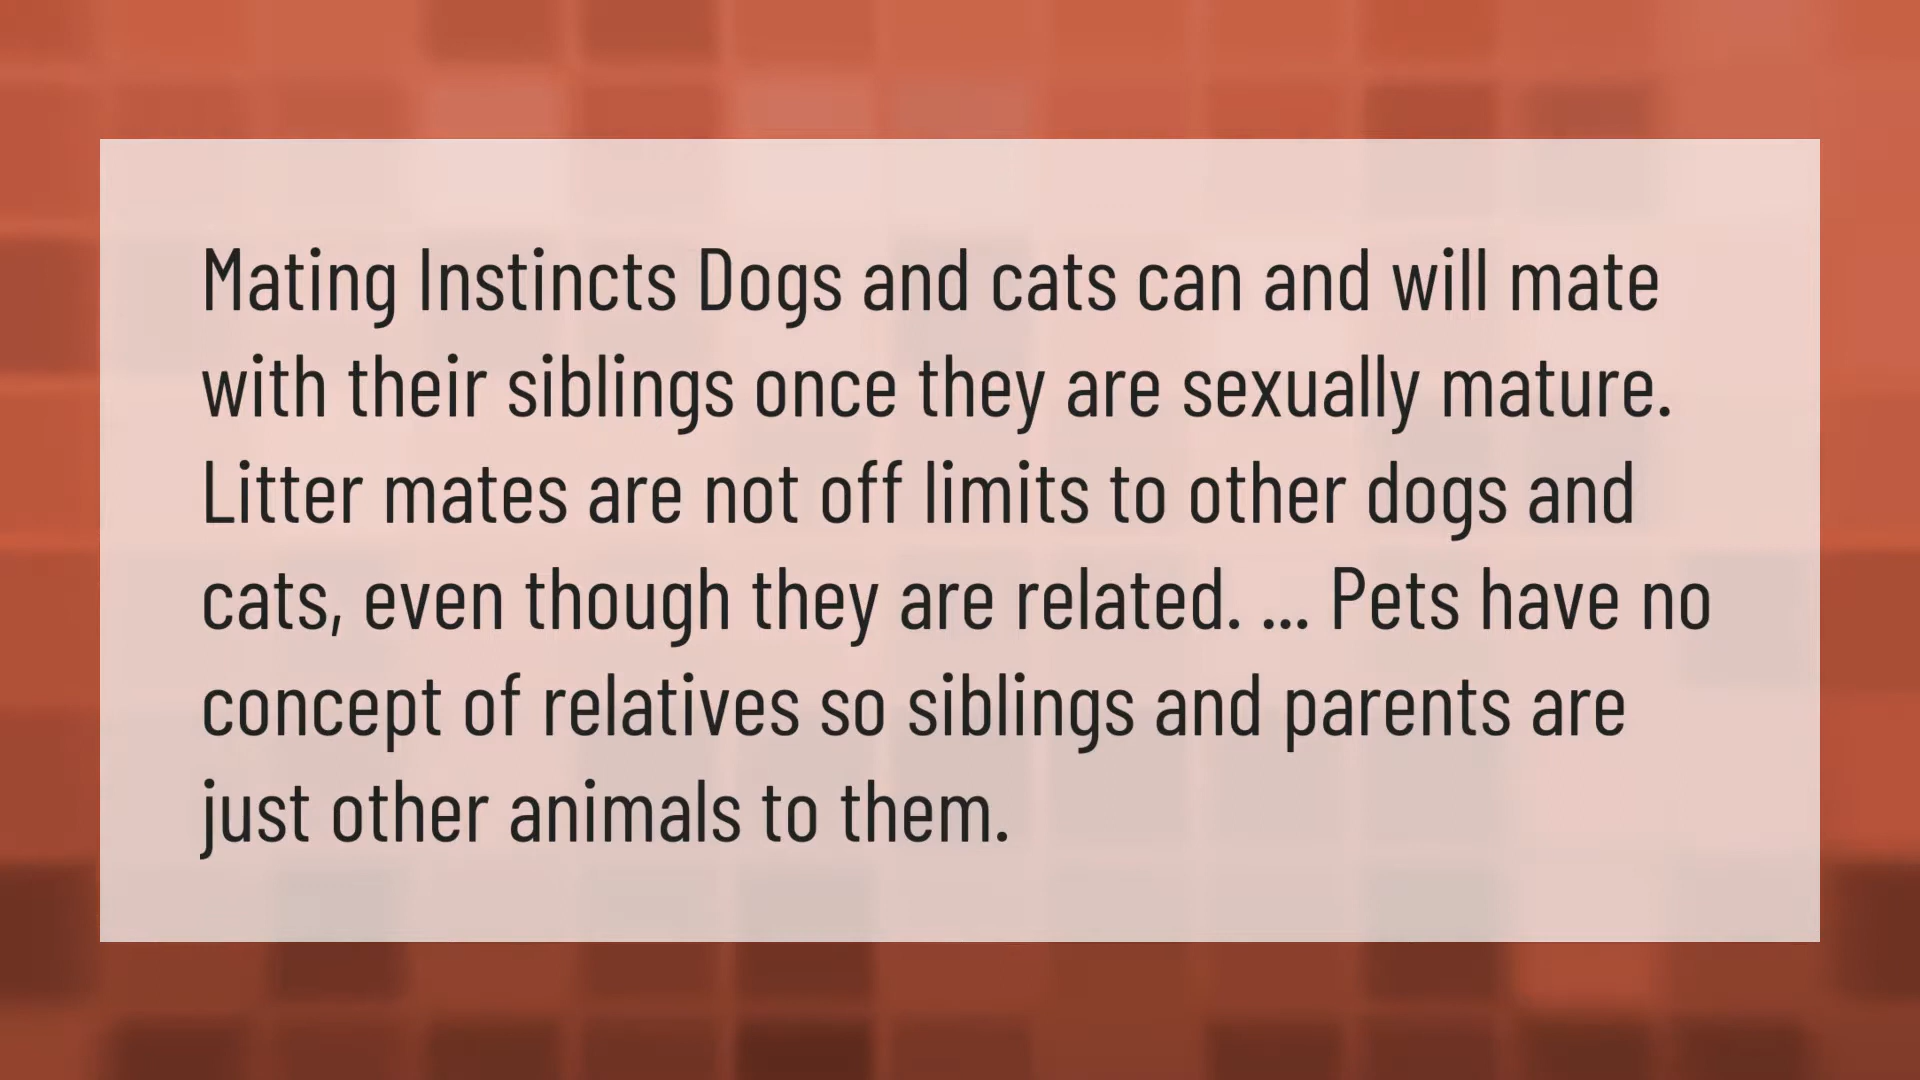 Mating Instincts Dogs and cats can and will mate
with their siblings once they are sexually mature.
Litter mates are not off limits to other dogs and
cats, even though they are related. ... Pets have no
concept of relatives so siblings and parents are
just other animals to them.